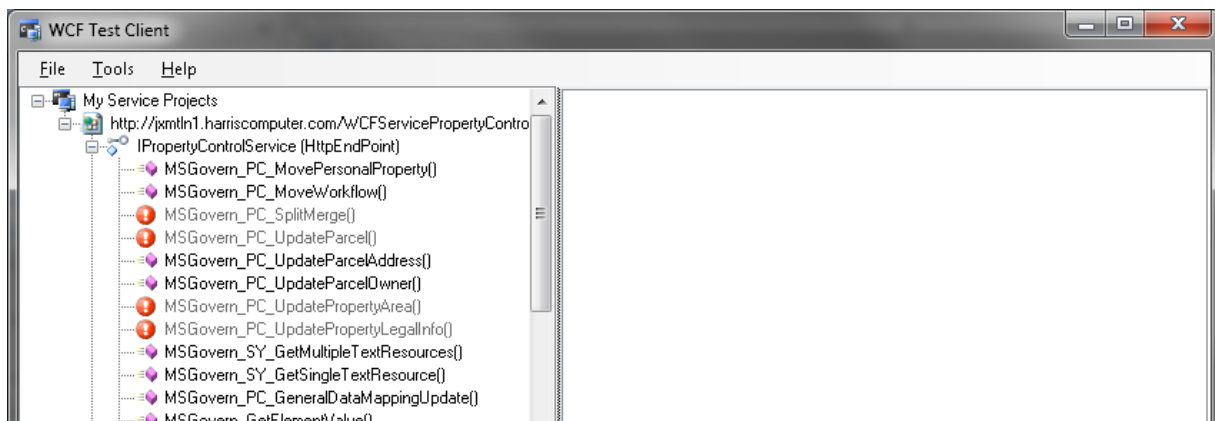 WCF Test Client
File Tools Help
My Service Projects
http://jxmtln1.harriscomputer.com/WCFServicePropertyContro
IPropertyControlService (HttpEndPoint)
MSGovern_PC_MovePersonalProperty()
MSGovern_PC_MoveWorkflow()
MSGovern_PC_SplitMerge()
MSGovern_PC_UpdateParcel()
MSGovern_PC_UpdateParcelAddress()
MSGovern_PC_UpdateParcelOwner()
MSGovern_PC_UpdatePropertyArea()
MSGovern_PC_UpdatePropertyLegalInfo()
MSGovern_SY_GetMultipleTextResources()
MSGovern_SY_GetSingleTextResource()
MSGovern_PC_GeneralDataMappingUpdate()
MSGovern_GetElementValue()